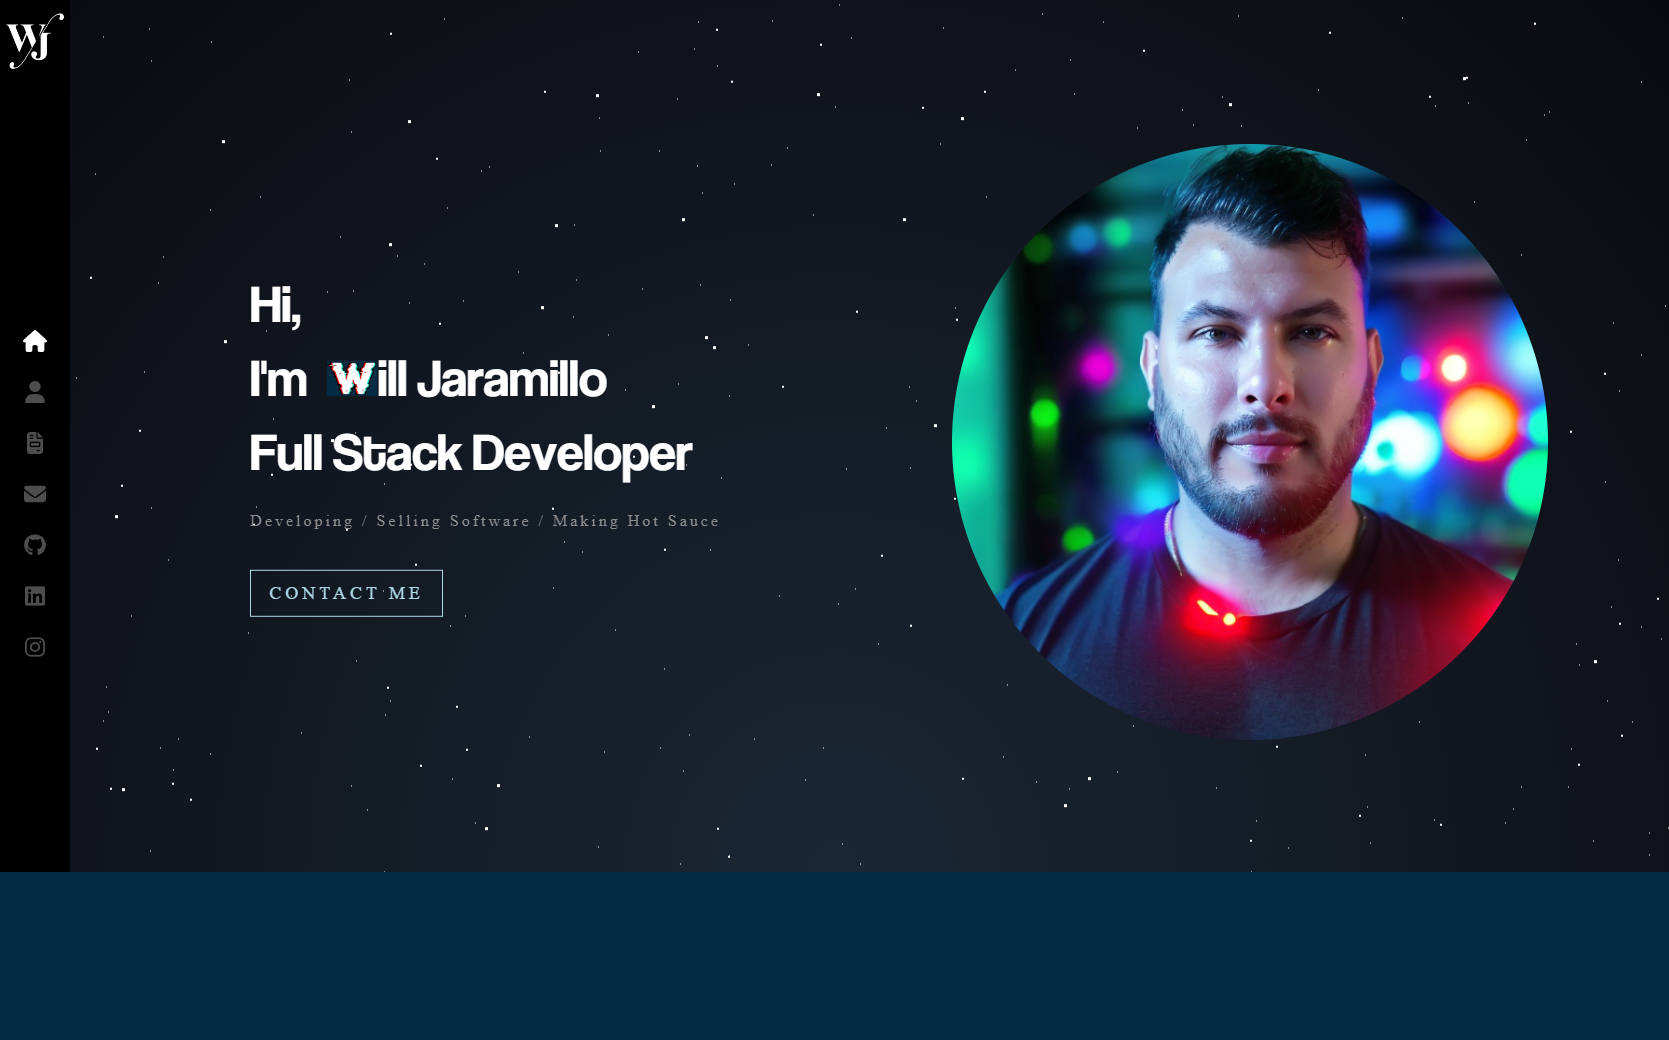 WJ
Hi,
I'm Will Jaramillo
Full Stack Developer
Developing / Selling Software / Making Hot Sauce
CONTACT ME